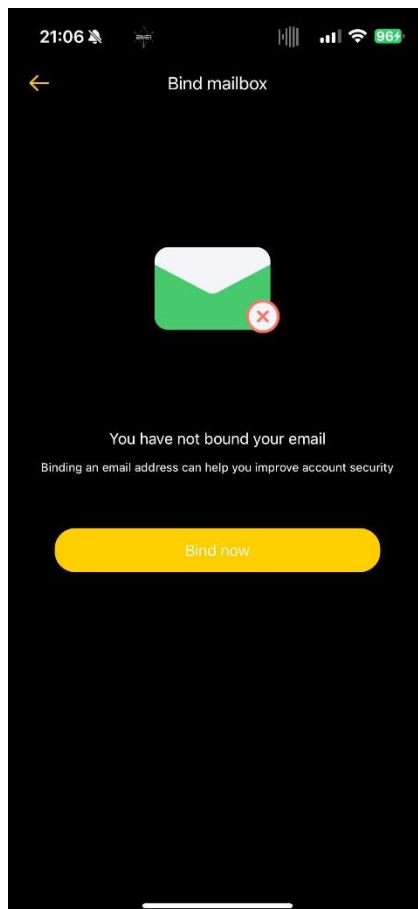 21:06
96
Bind mailbox
You have not bound your email
Binding an email address can help you improve account security
Bind now